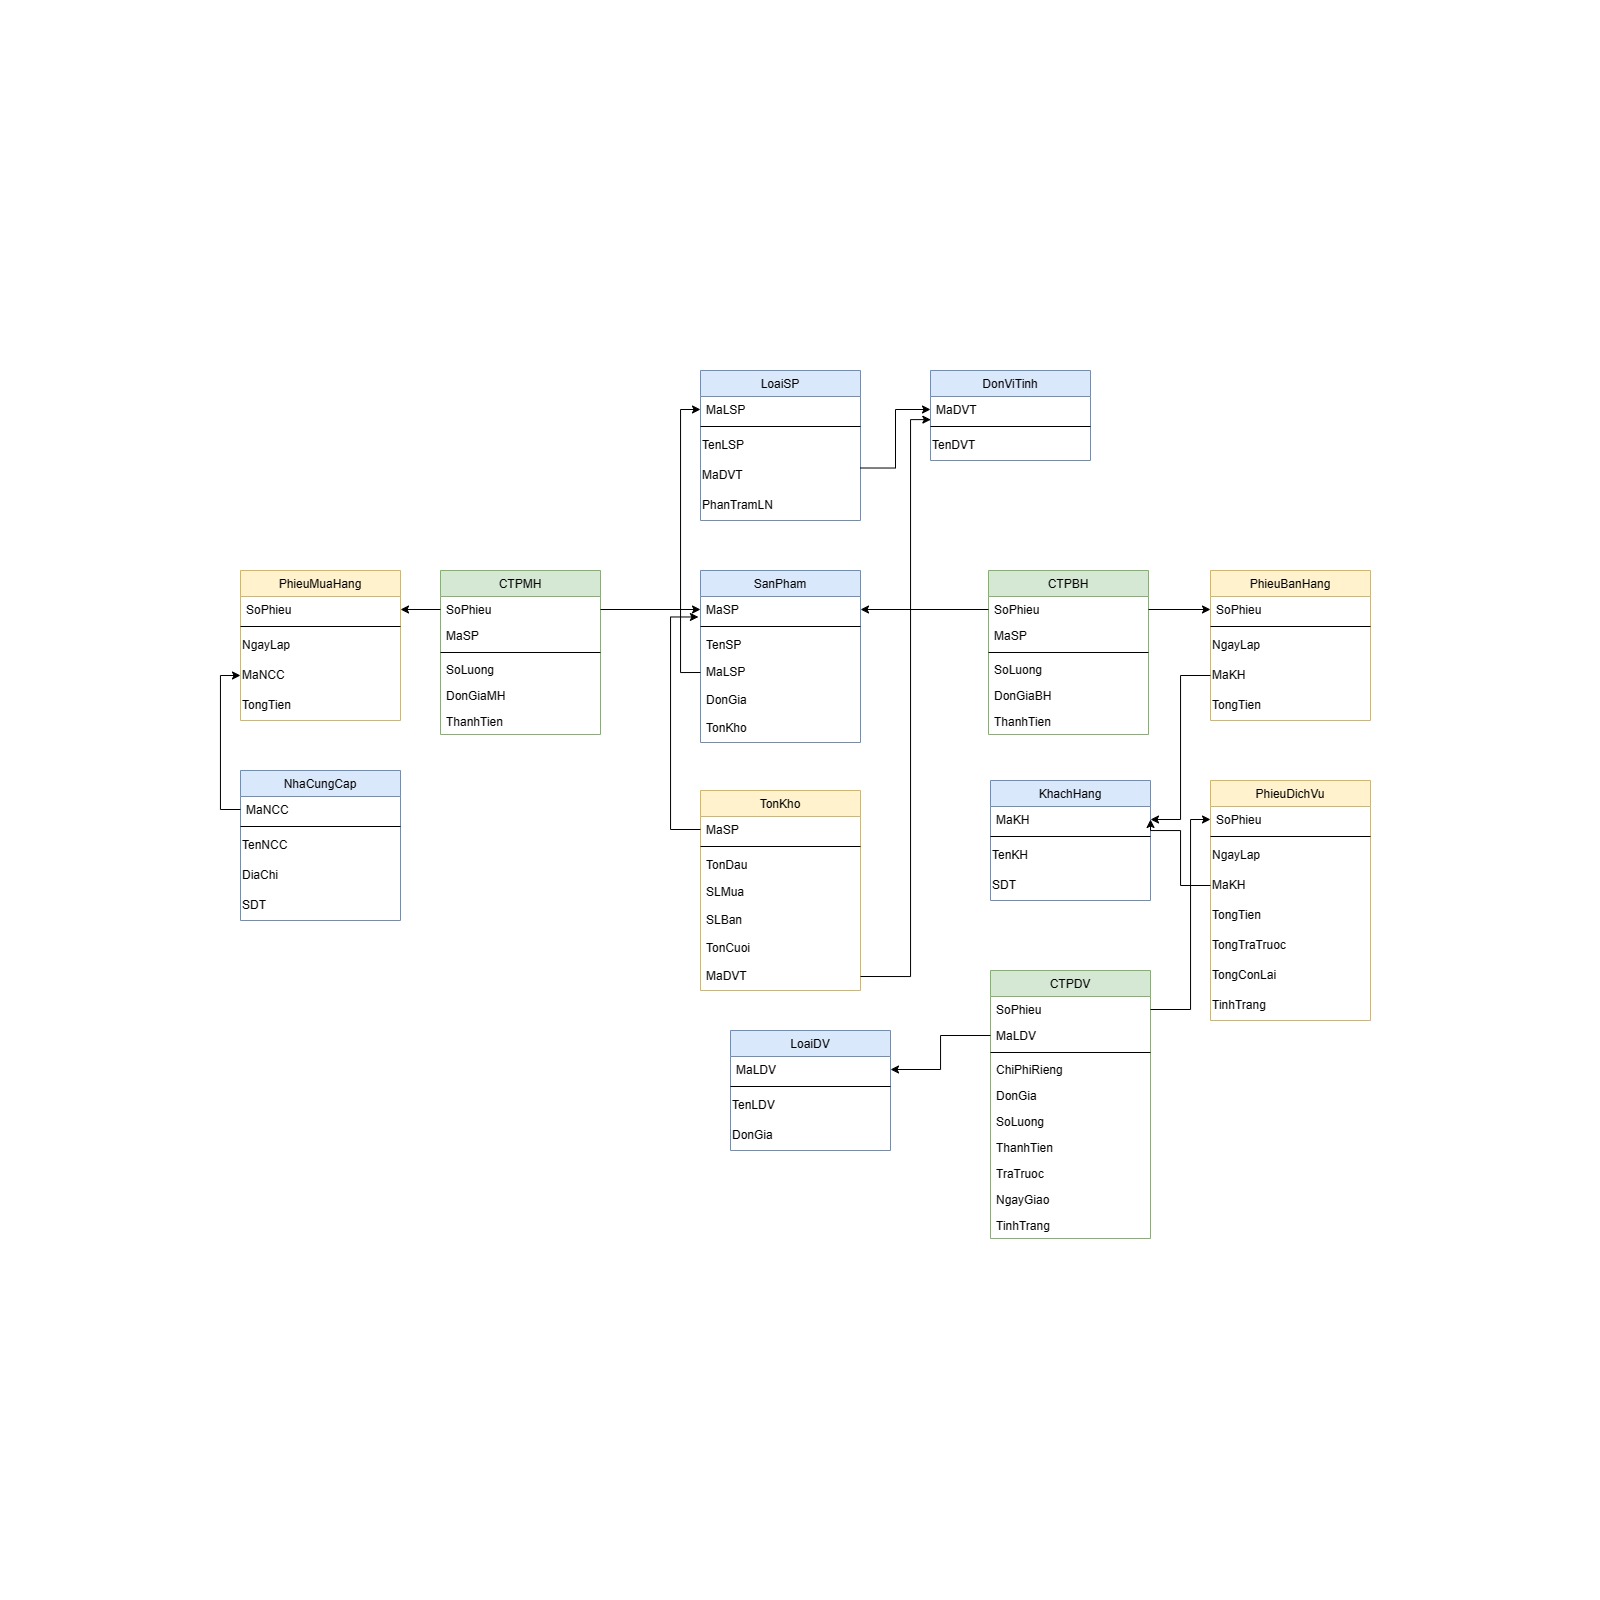 LoaiSP
MaLSP
TenLSP
MaDVT
PhanTramLN
DonViTinh
MaDVT
TenDVT
PhieuMuaHang
SoPhieu
NgayLap
MaNCC
TongTien
CTPMH
SoPhieu
MaSP
SoLuong
DonGiaMH
ThanhTien
SanPham
MaSP
TenSP
MaLSP
DonGia
TonKho
CTPBH
SoPhieu
MaSP
SoLuong
DonGiaBH
ThanhTien
PhieuBanHang
SoPhieu
NgayLap
MaKH
TongTien
NhaCungCap
MaNCC
TenNCC
DiaChi
SDT
TonKho
MaSP
TonDau
SLMua
SLBan
TonCuoi
MaDVT
KhachHang
MaKH
TenKH
SDT
PhieuDichVu
SoPhieu
NgayLap
MaKH
TongTien
TongTraTruoc
TongConLai
TinhTrang
LoaiDV
MaLDV
TenLDV
DonGia
CTPDV
SoPhieu
MaLDV
ChiPhiRieng
DonGia
SoLuong
ThanhTien
TraTruoc
NgayGiao
TinhTrang